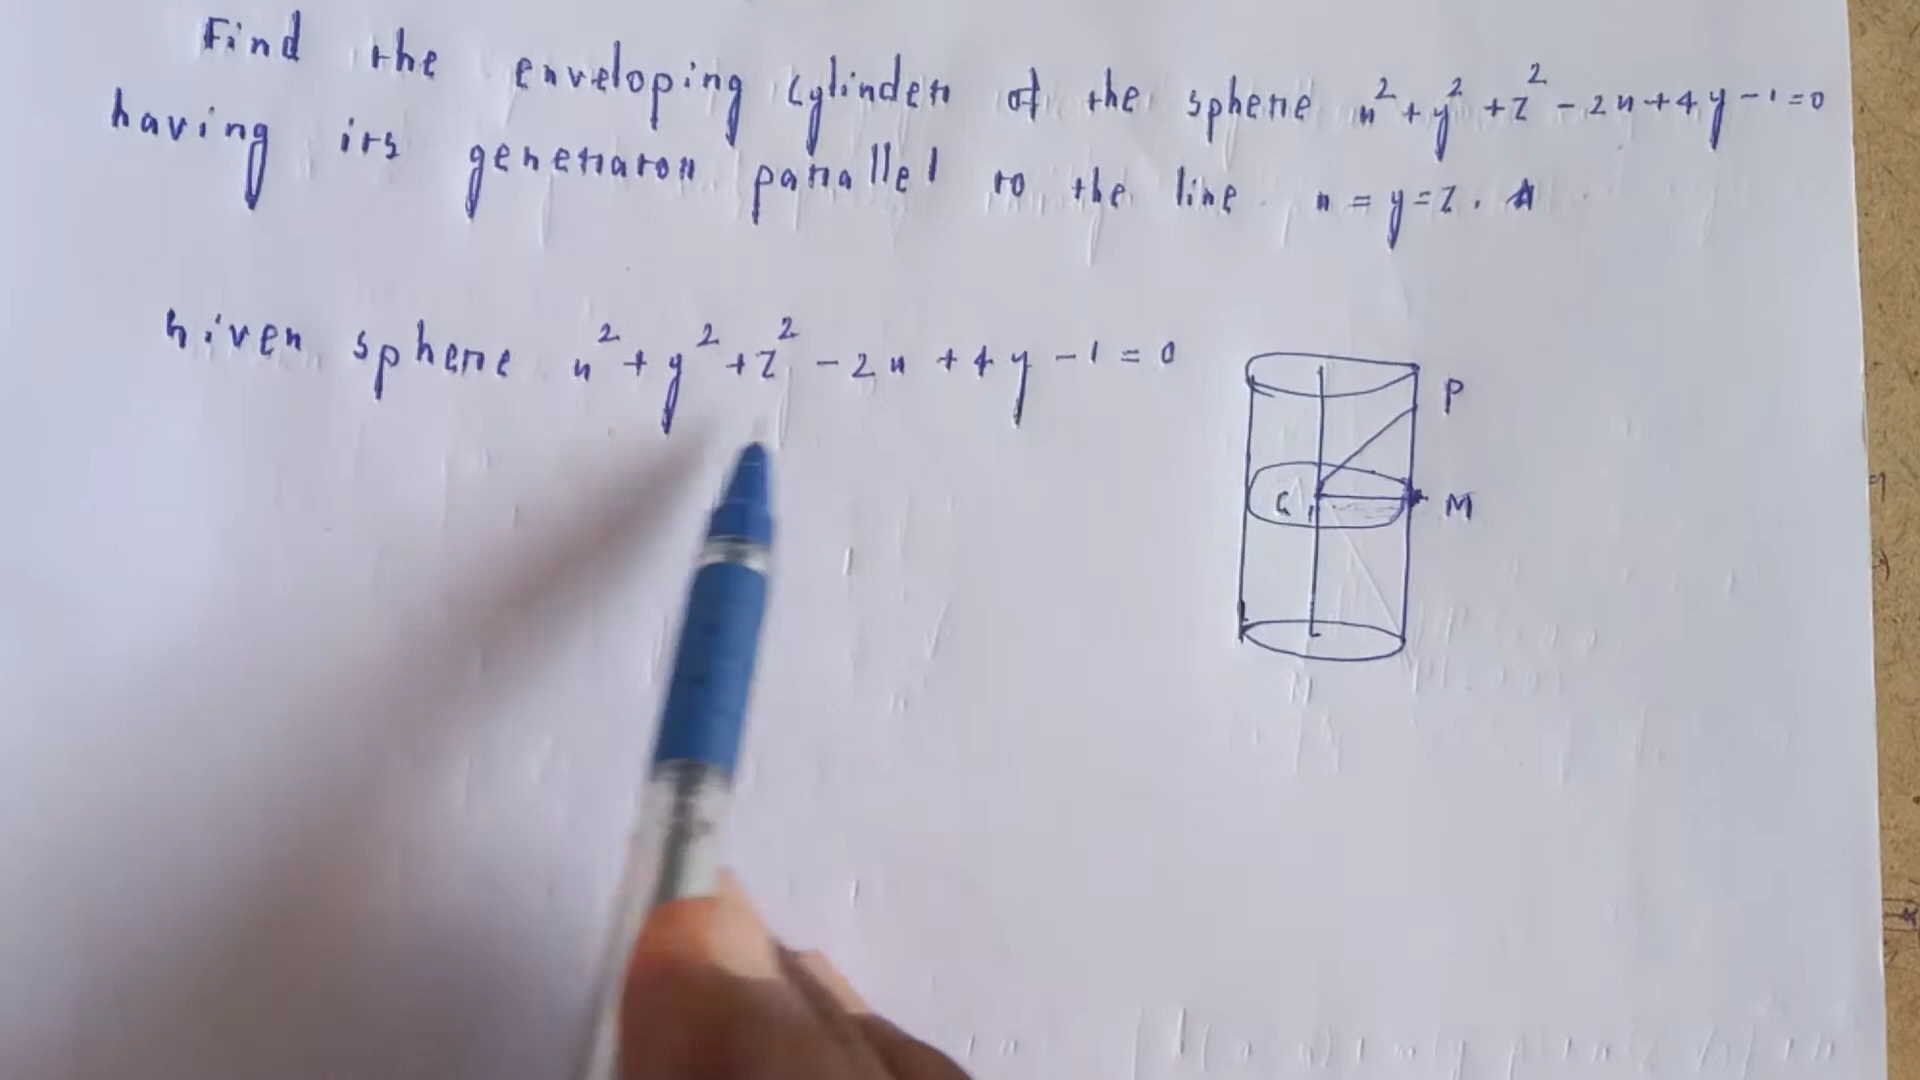 Find the enveloping cylinder of the sphere x² + y² + z² - 2x + 4y - 1 = 0
having its generator parallel to the line x = y = z.
Given sphere x² + y² + z² - 2x + 4y - 1 = 0
P
C
M